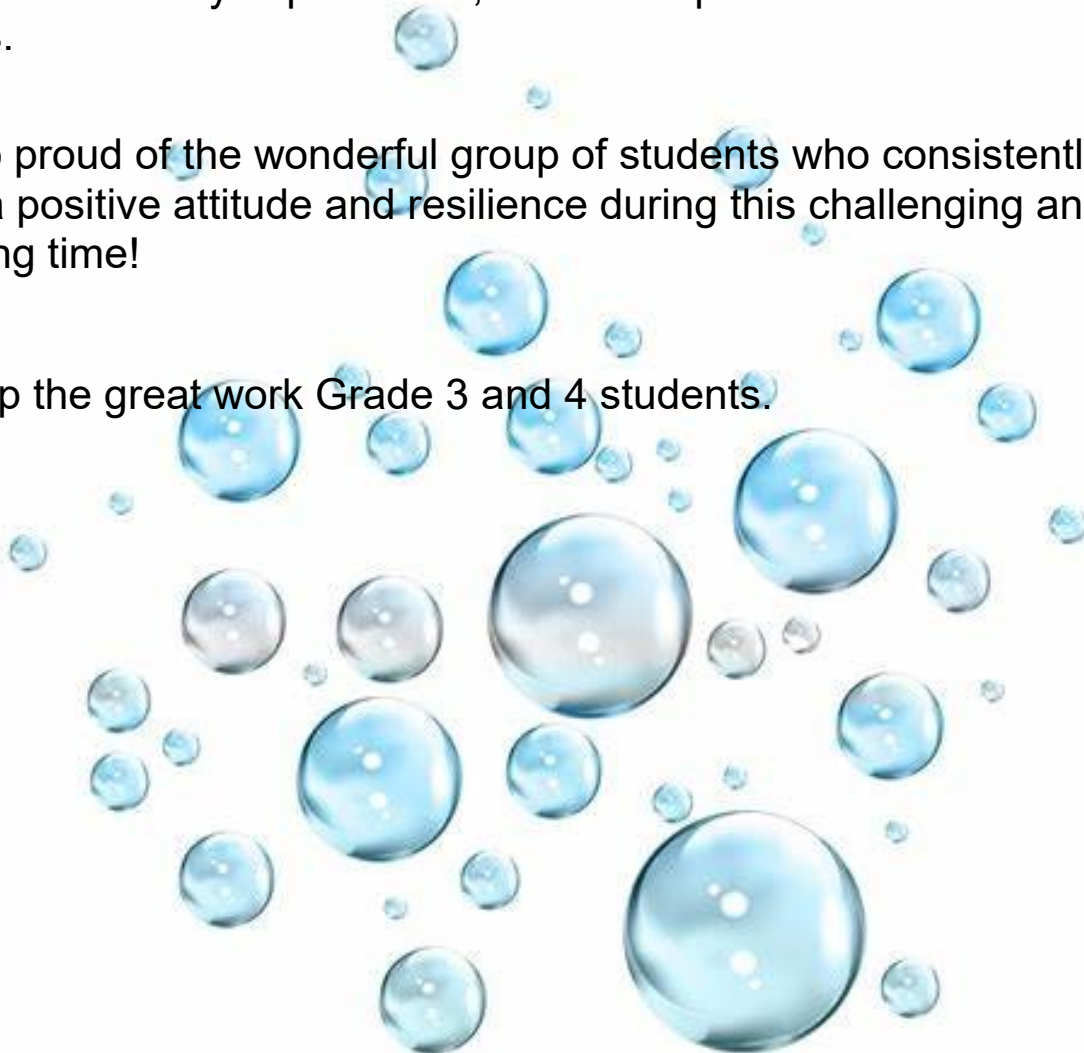 .
proud of the wonderful group of students who consistentl
positive attitude and resilience during this challenging an
ng time!
p the great work Grade 3 and 4 students.